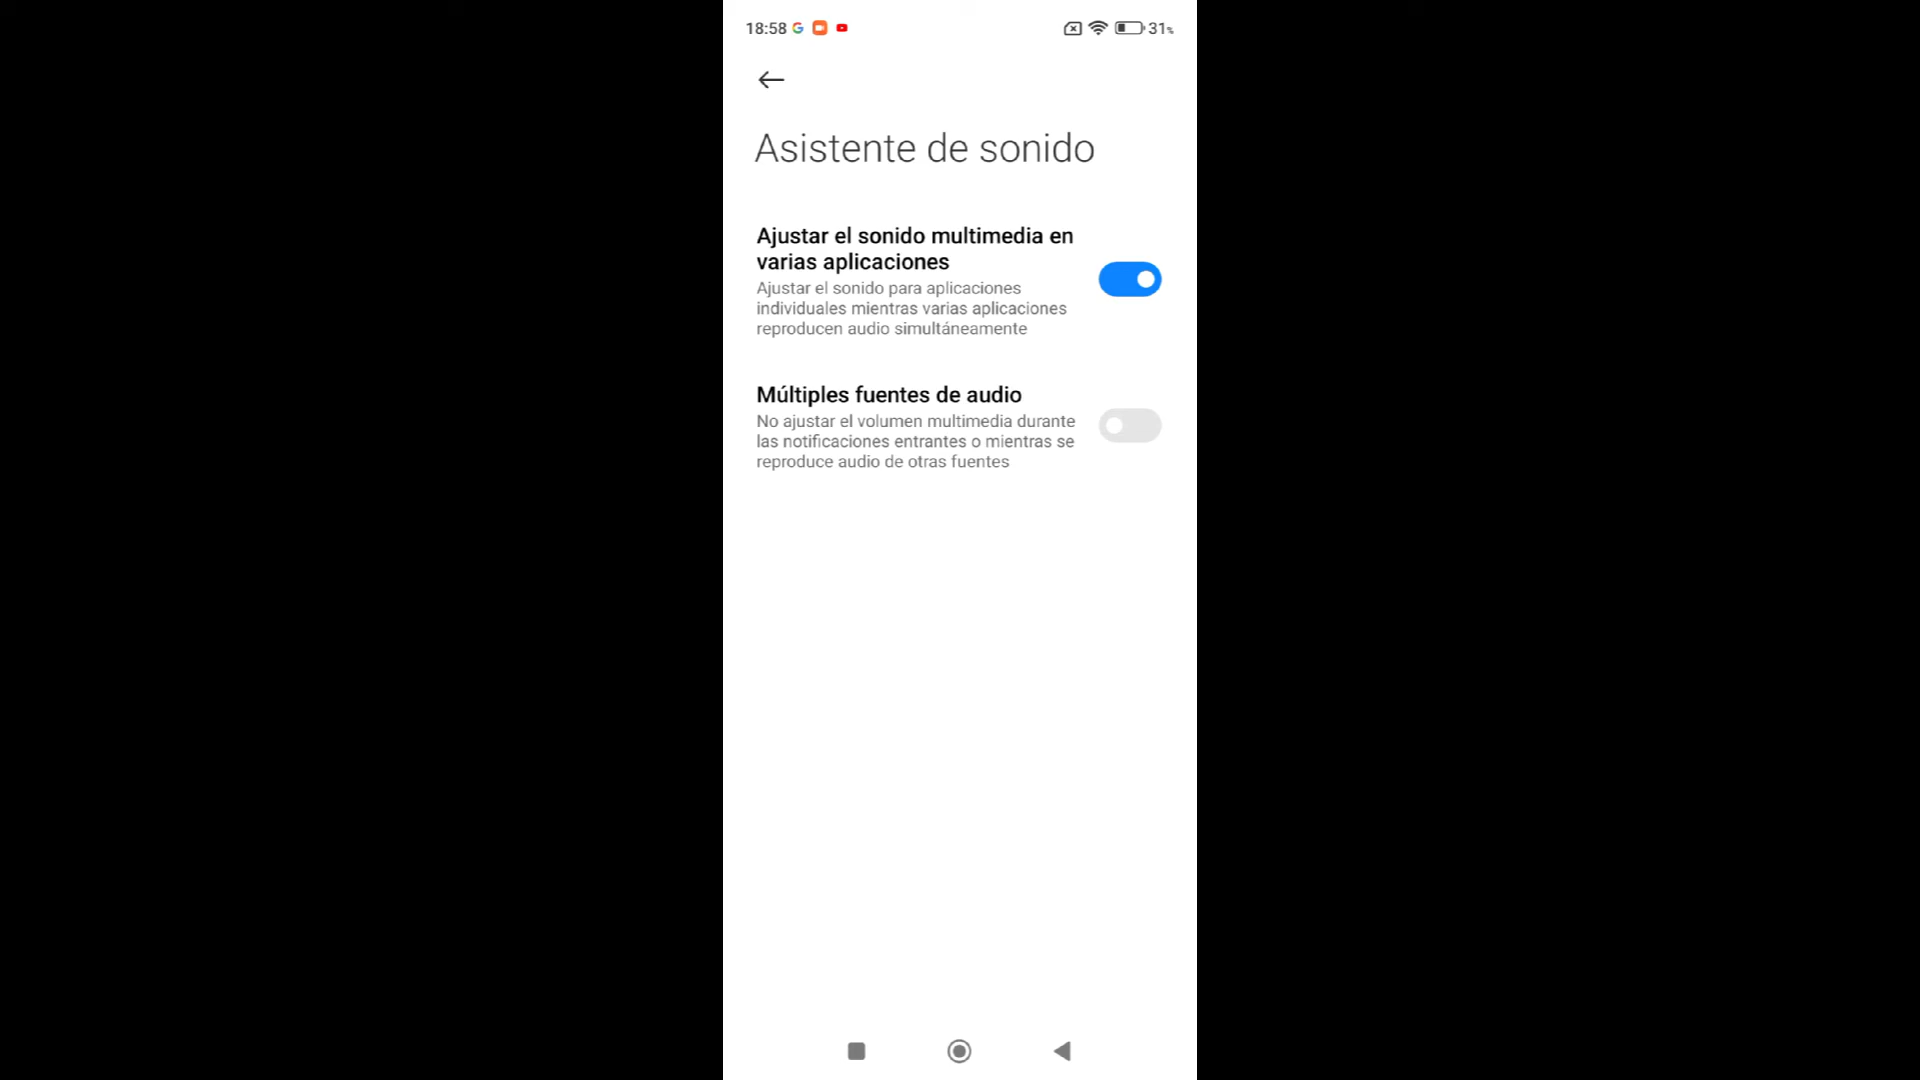 18:58 31%
Asistente de sonido
Ajustar el sonido multimedia en
varias aplicaciones
Ajustar el sonido para aplicaciones
individuales mientras varias aplicaciones
reproducen audio simultáneamente
Múltiples fuentes de audio
No ajustar el volumen multimedia durante
las notificaciones entrantes o mientras se
reproduce audio de otras fuentes